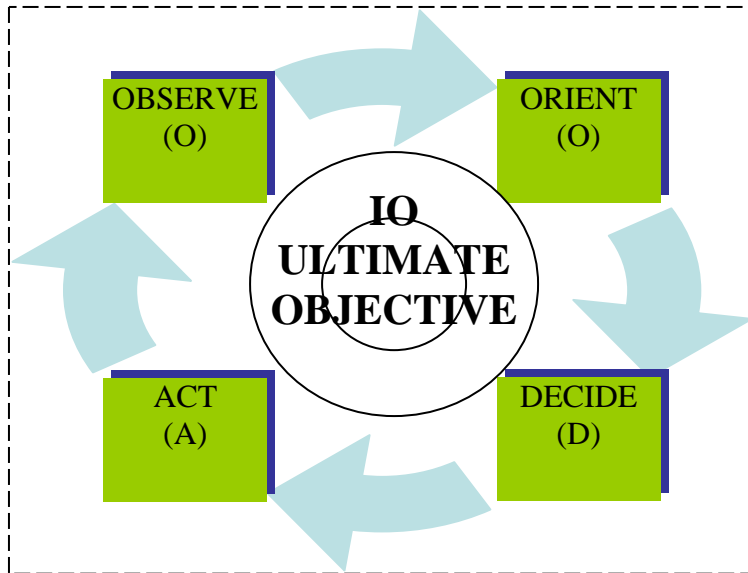 OBSERVE
(O)
ORIENT
(O)
IO
ULTIMATE
OBJECTIVE
ACT
(A)
DECIDE
(D)